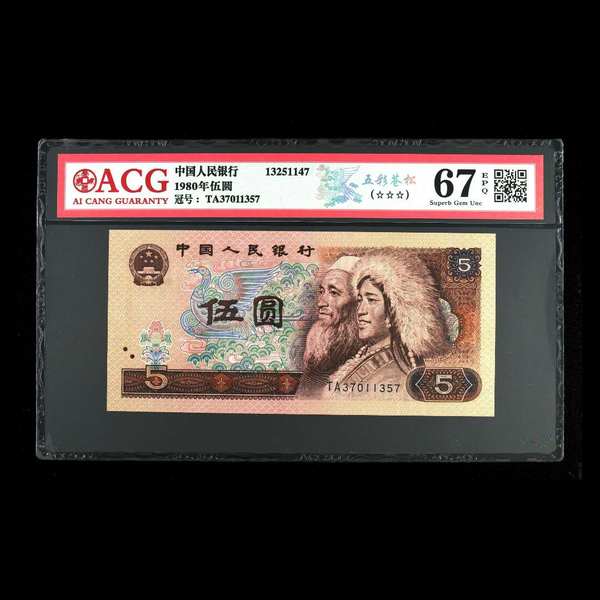 ACG
AI CANG GUARANTY
中国人民银行
1980年伍圆
冠号：TA37011357
13251147
五彩苍松
(☆☆☆)
67
EPQ
Superb Gem Unc
中国人民银行
5
伍圆
TA37011357
5
5